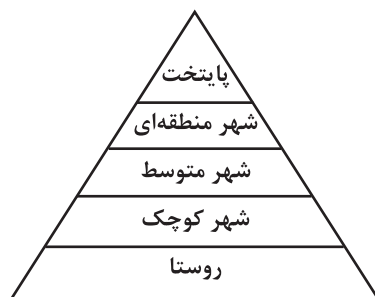 پایتخت
شهر منطقه‌ای
شهر متوسط
شهر کوچک
روستا